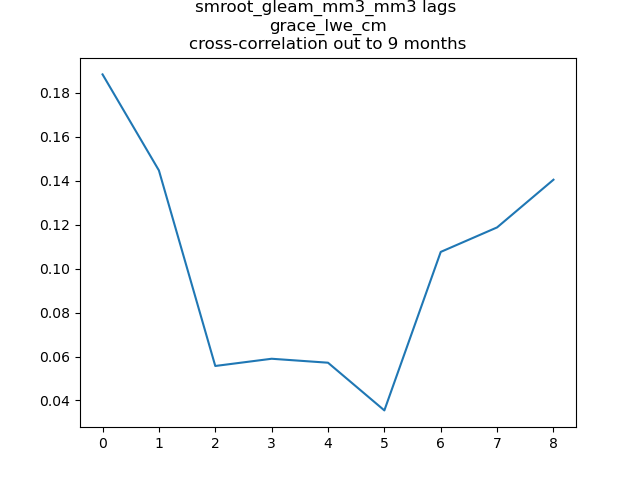 smroot_gleam_mm3_mm3 lags
grace_lwe_cm
cross-correlation out to 9 months
0.18
0.16
0.14
0.12
0.10
0.08
0.06
0.04
0 1 2 3 4 5 6 7 8